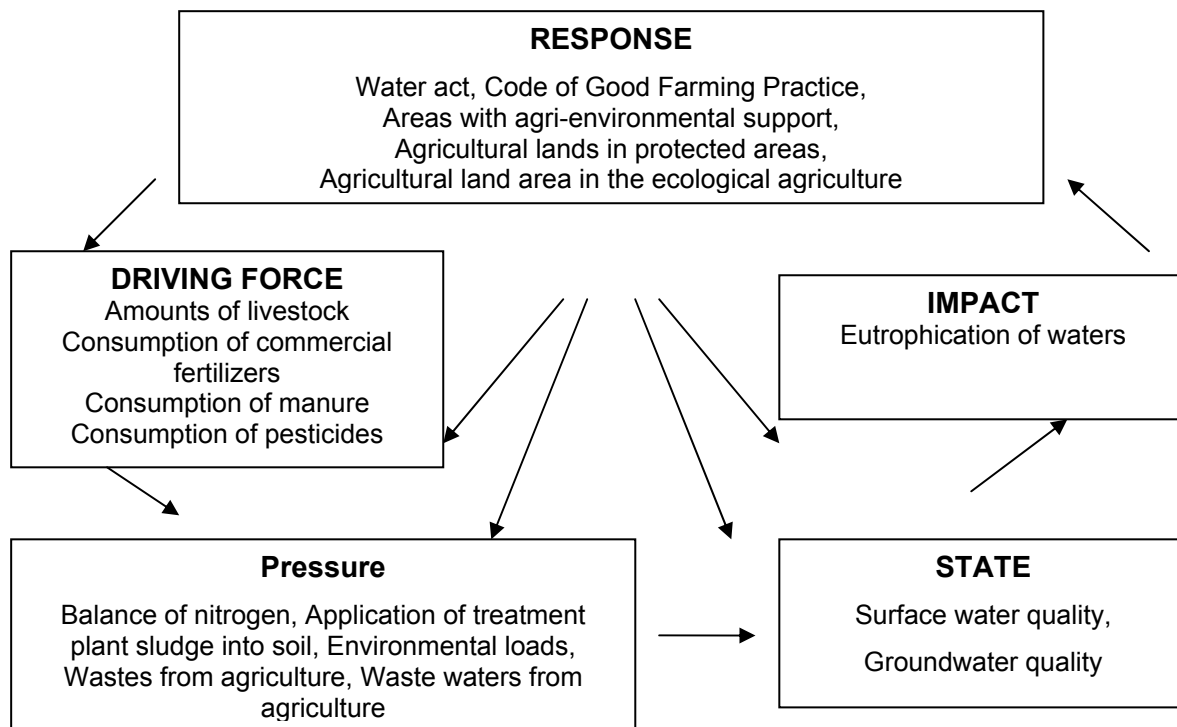 RESPONSE
Water act, Code of Good Farming Practice,
Areas with agri-environmental support,
Agricultural lands in protected areas,
Agricultural land area in the ecological agriculture
DRIVING FORCE
Amounts of livestock
Consumption of commercial
fertilizers
Consumption of manure
Consumption of pesticides
IMPACT
Eutrophication of waters
Pressure
Balance of nitrogen, Application of treatment
plant sludge into soil, Environmental loads,
Wastes from agriculture, Waste waters from
agriculture
STATE
Surface water quality,
Groundwater quality